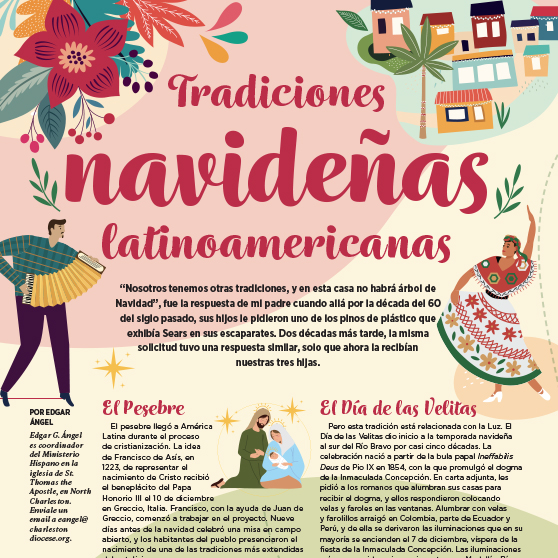 Tradiciones
navideñas
latinoamericanas
“Nosotros tenemos otras tradiciones, y en esta casa no habrá árbol de
Navidad”, fue la respuesta de mi padre cuando allá por la década del 60
del siglo pasado, sus hijos le pidieron uno de los pinos de plástico que
exhibía Sears en sus escaparates. Dos décadas más tarde, la misma
solicitud tuvo una respuesta similar, solo que ahora la recibían
nuestras tres hijas.
POR EDGAR
ÁNGEL
Edgar G. Ángel
es coordinador
del Ministerio
Hispano en la
iglesia de St.
Thomas the
Apostle, en North
Charleston.
Envíale un
email a eangel@
charleston
diocese.org.
El Pesebre
El pesebre llegó a América
Latina durante el proceso
de cristianización. La idea
de Francisco de Asís, en
1223, de representar el
nacimiento de Cristo recibió
el beneplácito del Papa
Honorio III el 10 de diciembre
en Greccio, Italia. Francisco, con la ayuda de Juan de
Greccio, comenzó a trabajar en el proyecto. Nueve
días antes de la navidad celebró una misa en campo
abierto, y los habitantes del pueblo presenciaron el
nacimiento de una de las tradiciones más extendidas
El Día de las Velitas
Pero esta tradición está relacionada con la Luz. El
Día de las Velitas dio inicio a la temporada navideña
al sur del Río Bravo por casi cinco décadas. La
celebración nació a partir de la bula papal Ineffabilis
Deus de Pio IX en 1854, con la que promulgó el dogma
de la Inmaculada Concepción. En carta adjunta, les
pidió a los romanos que alumbran sus casas para
recibir el dogma, y ellos respondieron colocando
velas y faroles en las ventanas. Alumbrar con velas
y farolillos arraigó en Colombia, parte de Ecuador y
Perú, y de ella se derivaron las iluminaciones que en su
mayoría se encienden el 7 de diciembre, víspera de la
fiesta de la Inmaculada Concepción. Las iluminaciones